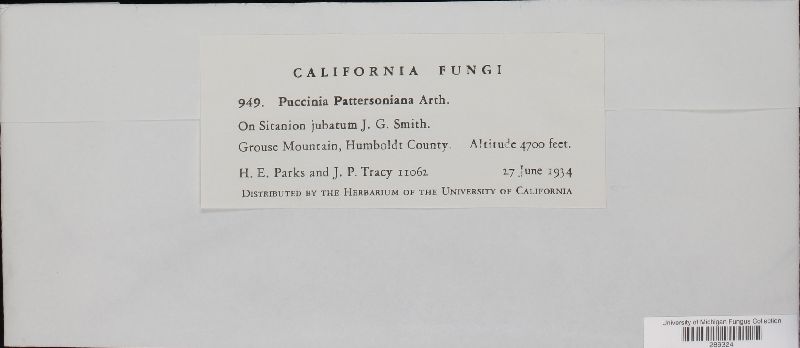 CALIFORNIA FUNGI
949. Puccinia Pattersoniana Arth.
On Sitanion jubatum J. G. Smith.
Grouse Mountain, Humboldt County. Altitude 4700 feet.
H. E. Parks and J. P. Tracy 11062 27 June 1934
Distributed by the Herbarium of the University of California
University of Michigan Fungus Collection
289324